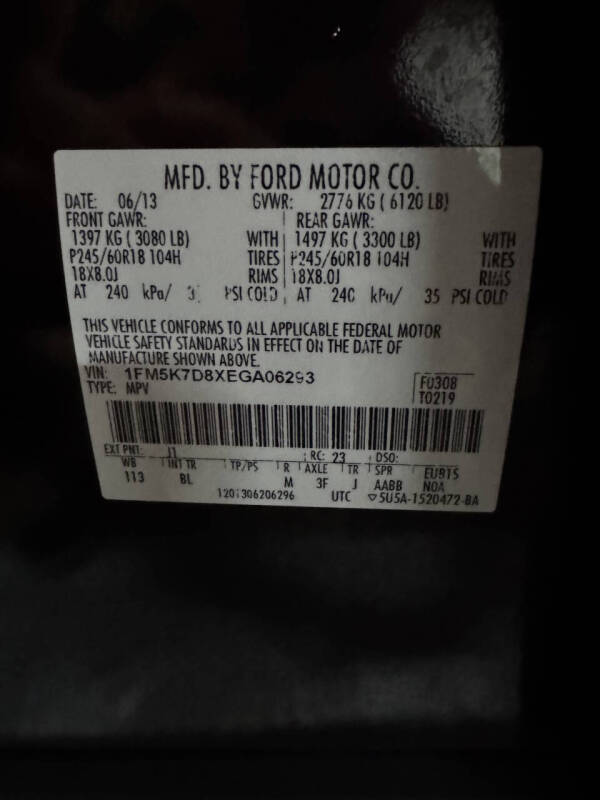 MFD. BY FORD MOTOR CO.
DATE: 06/13 GVWR: 2776 KG ( 6120 LB)
FRONT GAWR: REAR GAWR:
1397 KG ( 3080 LB) WITH 1497 KG ( 3300 LB) WITH
P245/60R18 104H TIRES P245/60R18 104H TIRES
18X8.0J RIMS 18X8.0J RIMS
AT 240 kPa/ PSI COLD AT 240 kPa/ 35 PSI COLD
THIS VEHICLE CONFORMS TO ALL APPLICABLE FEDERAL MOTOR
VEHICLE SAFETY STANDARDS IN EFFECT ON THE DATE OF
MANUFACTURE SHOWN ABOVE.
VIN: 1FM5K7D8XEGA06293 F0308
TYPE: MPV T0219
EXT PNT: J1 RC: 23 DSO:
WB INT TR TP/PS R AXLE TR SPR EUB1S
113 BL M 3F J AABB N0A
1201306206296 UTC ▽5U5A-1520472-BA